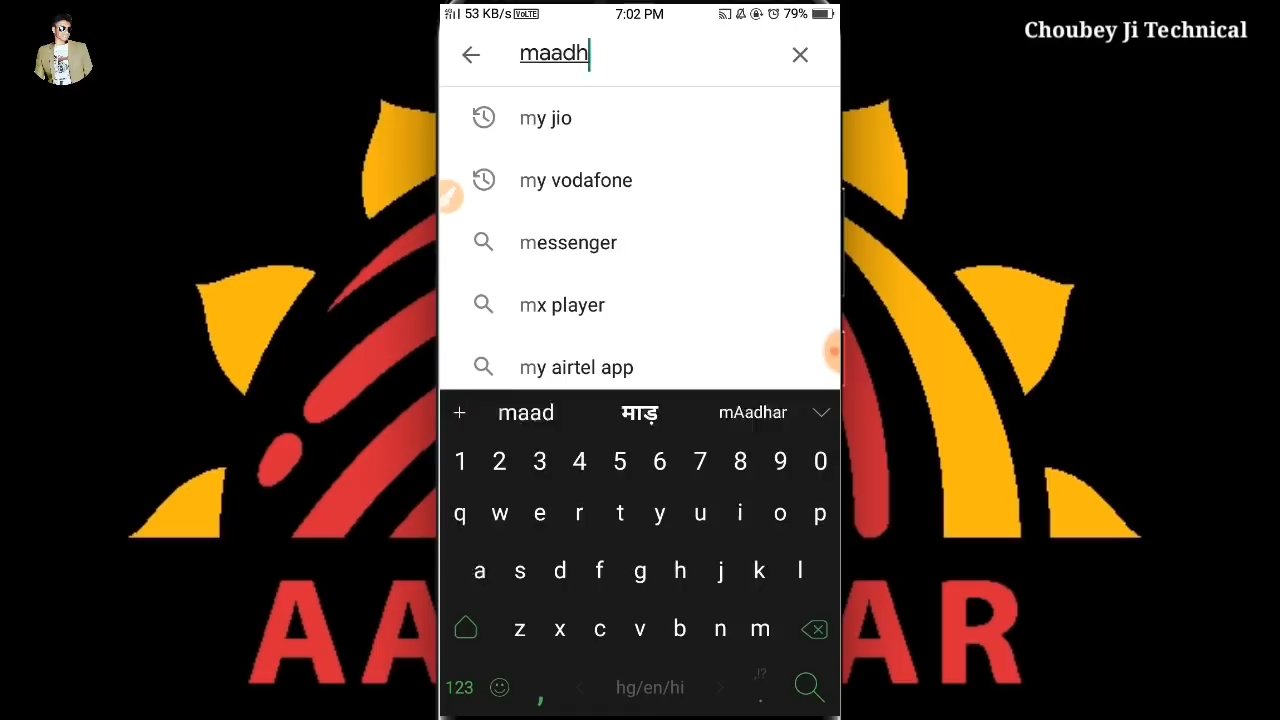 53 KB/s VoLTE 7:02 PM 79%
Choubey Ji Technical
maadh
my jio
my vodafone
messenger
mx player
my airtel app
+ maad माड़ mAadhar
1 2 3 4 5 6 7 8 9 0
q w e r t y u i o p
a s d f g h j k l
z x c v b n m
,!?
123 , < hg/en/hi > .
AA AR